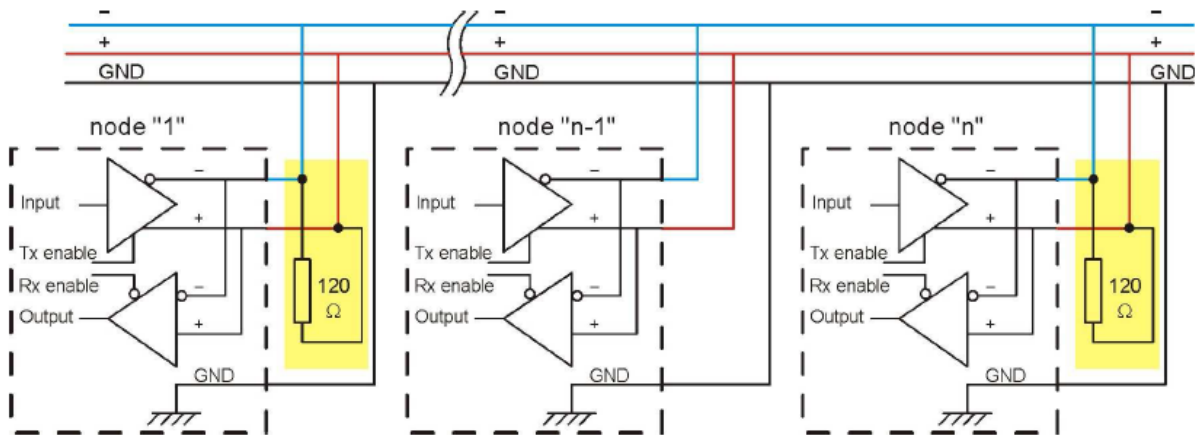 – – –
+ + +
GND GND GND
node "1" node "n-1" node "n"
– – –
Input Input Input
+ + +
Tx enable Tx enable Tx enable
Rx enable Rx enable Rx enable
– 120 – – 120
Output Output Output
+ Ω + + Ω
GND GND GND